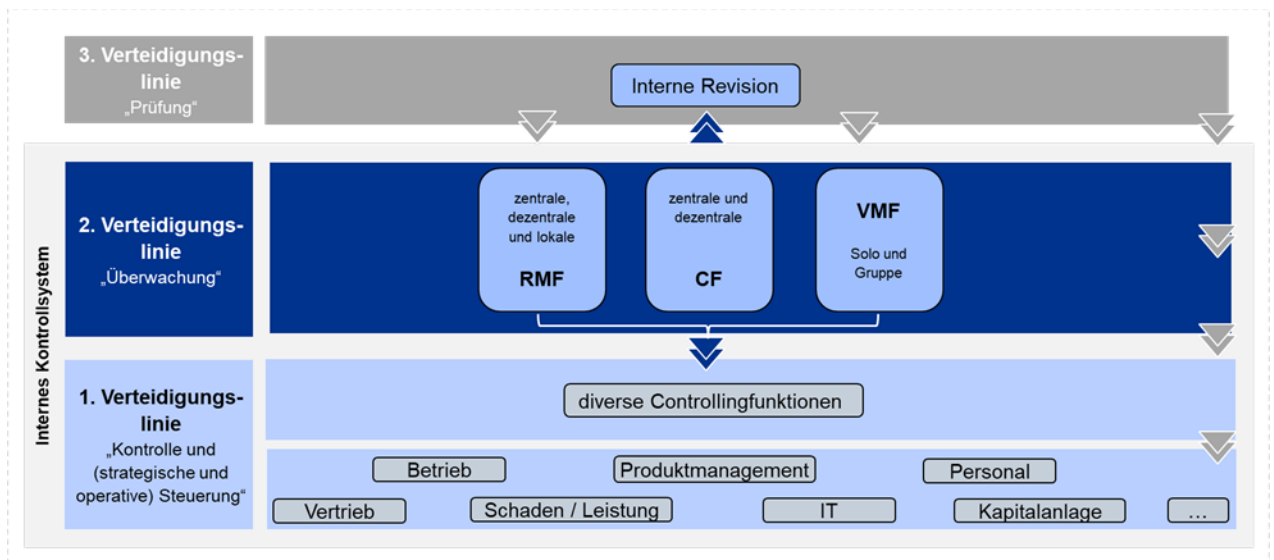 3. Verteidigungs-
linie
„Prüfung“
Interne Revision
Internes Kontrollsystem
2. Verteidigungs-
linie
„Überwachung“
zentrale,
dezentrale
und lokale
RMF
zentrale und
dezentrale
CF
VMF
Solo und
Gruppe
1. Verteidigungs-
linie
„Kontrolle und
(strategische und
operative) Steuerung“
diverse Controllingfunktionen
Betrieb
Produktmanagement
Personal
Vertrieb
Schaden / Leistung
IT
Kapitalanlage
...